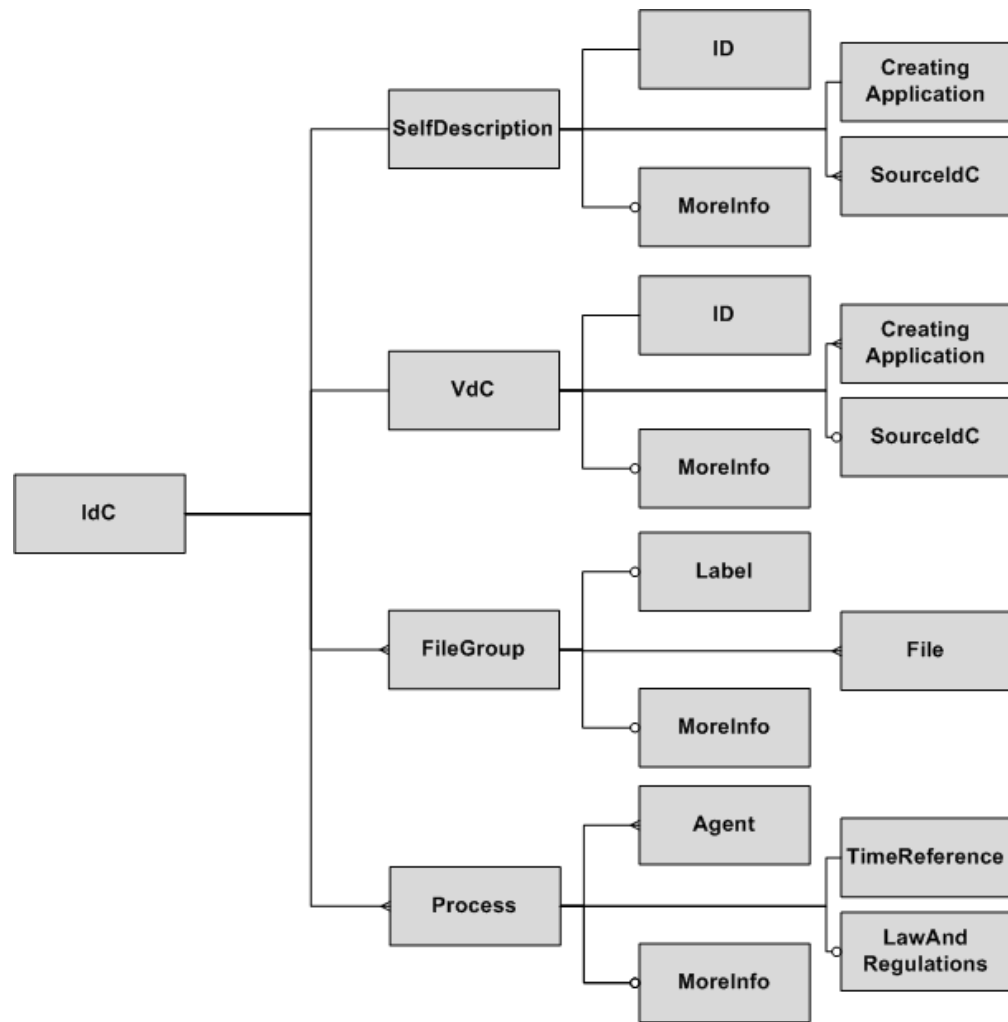 ID
Creating
Application
SelfDescription
SourceIdC
MoreInfo
ID
Creating
Application
VdC
SourceIdC
MoreInfo
IdC
Label
FileGroup
File
MoreInfo
Agent
TimeReference
Process
LawAnd
Regulations
MoreInfo